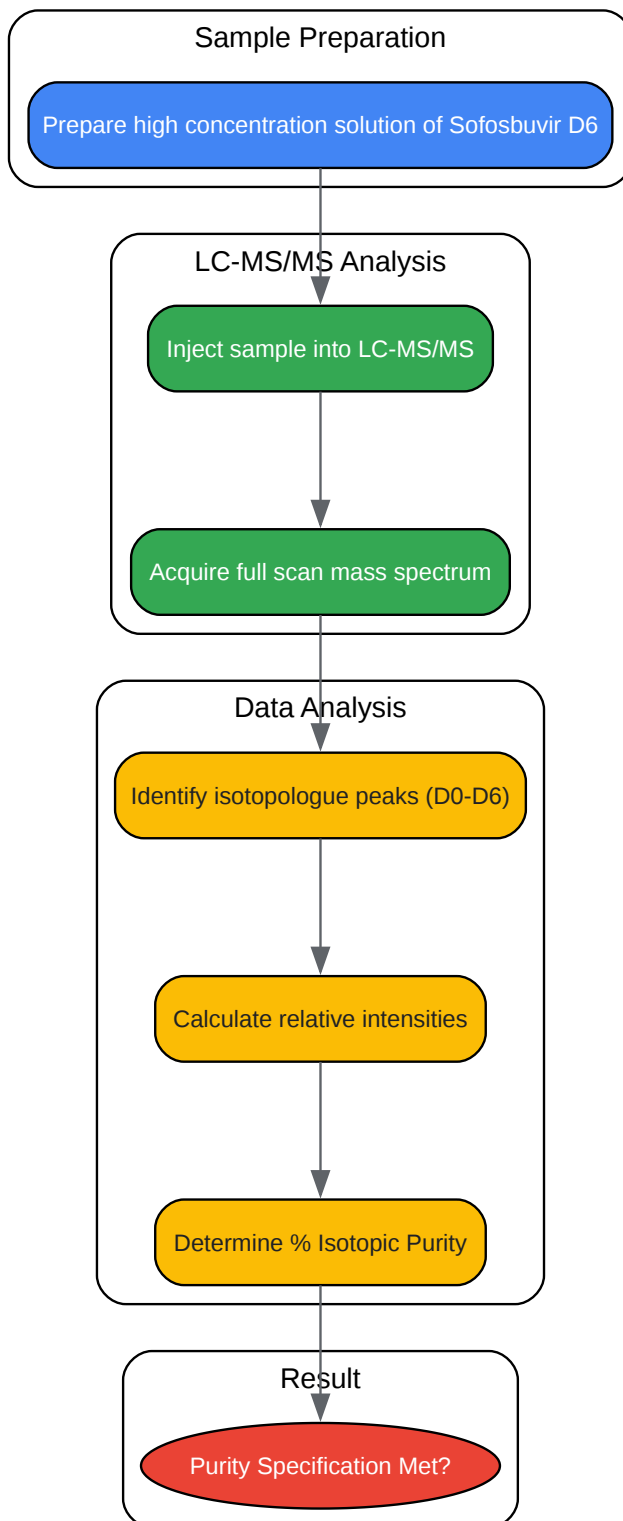 Sample Preparation
Prepare high concentration solution of Sofosbuvir D6
LC-MS/MS Analysis
Inject sample into LC-MS/MS
Acquire full scan mass spectrum
Data Analysis
Identify isotopologue peaks (D0-D6)
Calculate relative intensities
Determine % Isotopic Purity
Result
Purity Specification Met?